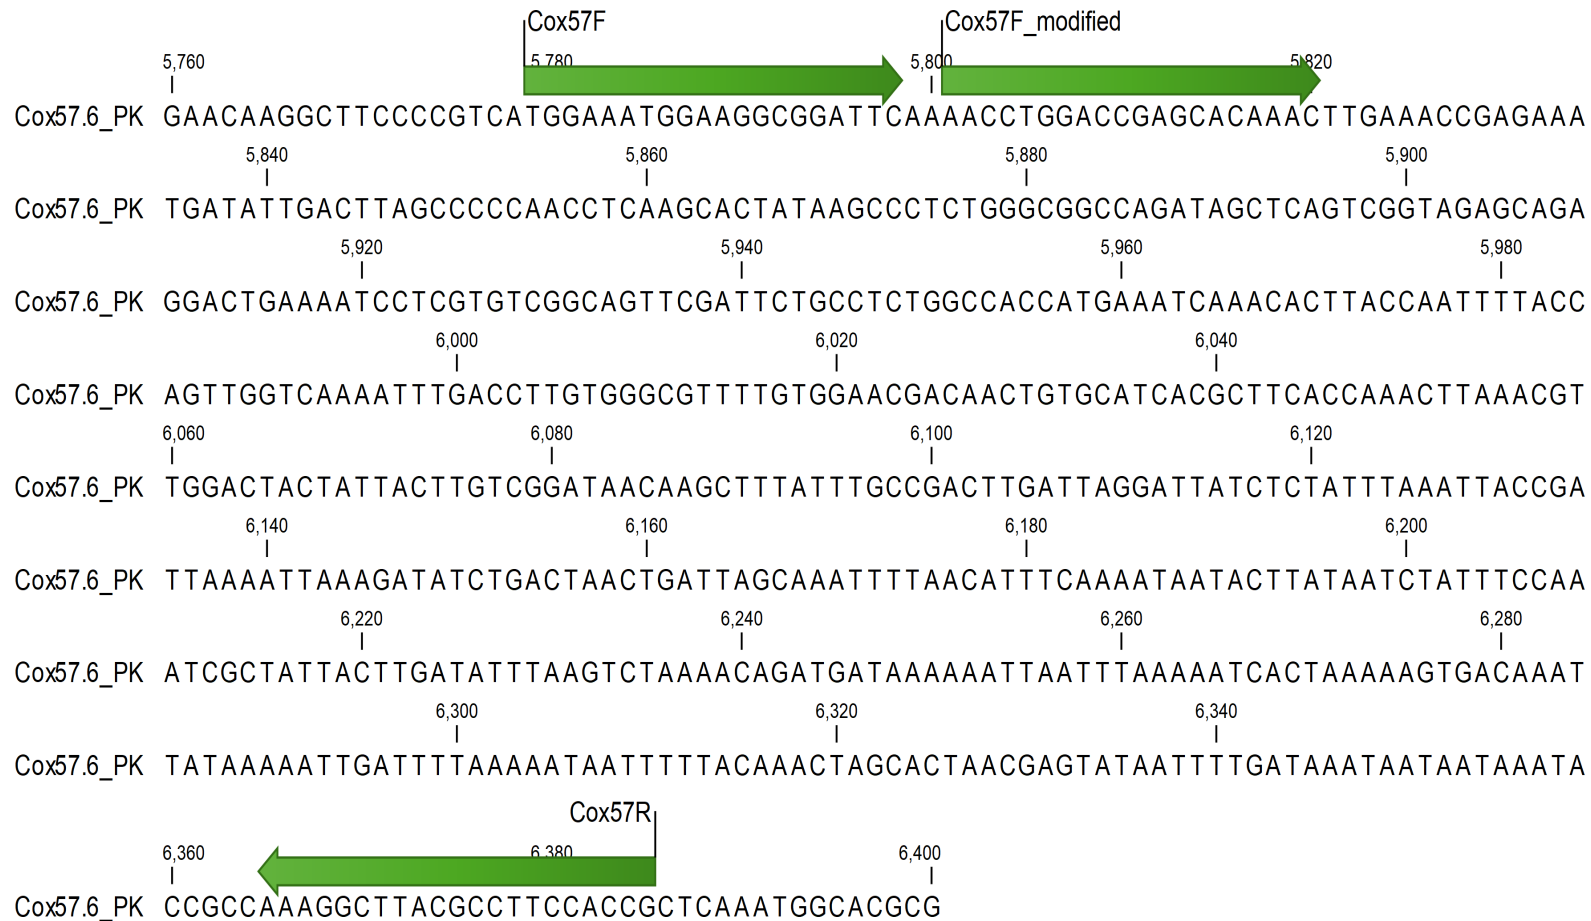 Cox57F Cox57F_modified
5,760 5,780 5,800 5,820
Cox57.6_PK GAACAAGGCTTCCCCGTCATGGAAATGGAAGGCGGATTCAAAACCTGGACCGAGCACAAACTTGAAACCGAGAAA
5,840 5,860 5,880 5,900
Cox57.6_PK TGATATTGACTTAGCCCCCAACCTCAAGCACTATAAGCCCTCTGGGCGGCCAGATAGCTCAGTCGGTAGAGCAGA
5,920 5,940 5,960 5,980
Cox57.6_PK GGACTGAAAATCCTCGTGTCGGCAGTTCGATTCTGCCTCTGGCCACCATGAAATCAAACACTTACCAATTTTACC
6,000 6,020 6,040
Cox57.6_PK AGTTGGTCAAAATTTGACCTTGTGGGCGTTTTGTGGAACGACAACTGTGCATCACGCTTCACCAAACTTAAACGT
6,060 6,080 6,100 6,120
Cox57.6_PK TGGACTACTATTACTTGTCGGATAACAAGCTTTATTTGCCGACTTGATTAGGATTATCTCTATTTAAATTACCGA
6,140 6,160 6,180 6,200
Cox57.6_PK TTAAAATTAAAGATATCTGACTAACTGATTAGCAAATTTTAACATTTCAAAATAATACTTATAATCTATTTCCAA
6,220 6,240 6,260 6,280
Cox57.6_PK ATCGCTATTACTTGATATTTAAGTCTAAAACAGATGATAAAAAATTAATTTAAAAATCACTAAAAAGTGACAAAT
6,300 6,320 6,340
Cox57.6_PK TATAAAAATTGATTTTTAAAAATAATTTTTACAAACTAGCACTAACGAGTATAATTTTGATAAATAATAATAAATA
Cox57R
6,360 6,380 6,400
Cox57.6_PK CCGCCAAAGGCTTACGCCTTCCACCGCTCAAATGGCACGCG